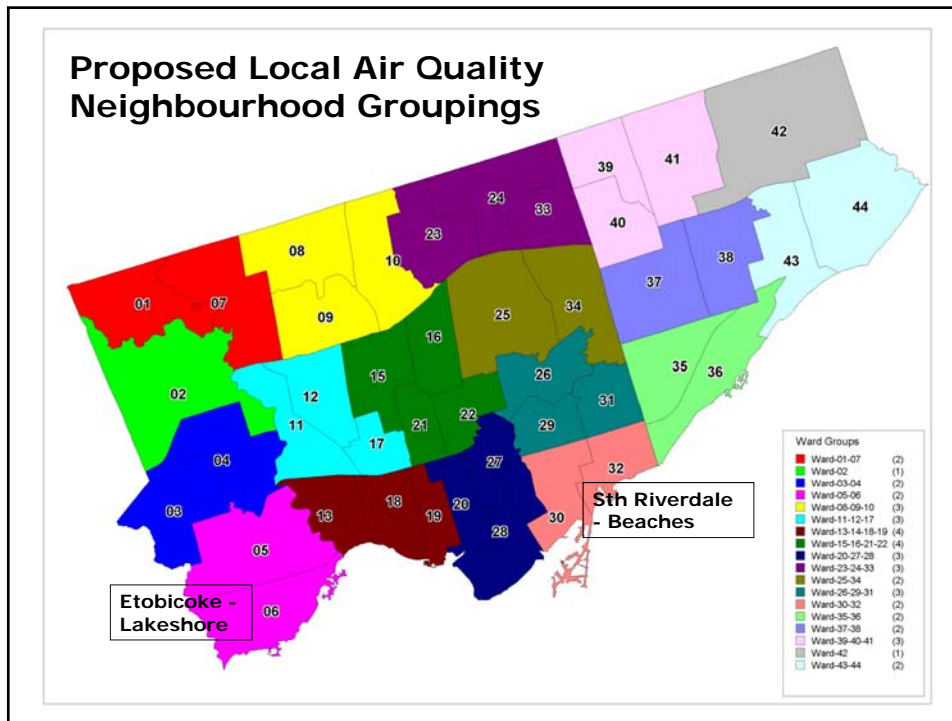 Proposed Local Air Quality
Neighbourhood Groupings
42
39
41
44
24
33
40
23
08
10
38
43
37
01
07
09
25
34
16
35
36
02
15
26
12
31
11
21
22
29
17
04
27
32
03
13
18
19
20
30
28
05
06
Sth Riverdale
- Beaches
Etobicoke -
Lakeshore
Ward Groups
Ward-01-07 (2)
Ward-02 (1)
Ward-03-04 (2)
Ward-05-06 (2)
Ward-08-09-10 (3)
Ward-11-12-17 (3)
Ward-13-14-18-19 (4)
Ward-15-16-21-22 (4)
Ward-20-27-28 (3)
Ward-23-24-33 (3)
Ward-25-34 (2)
Ward-26-29-31 (3)
Ward-30-32 (2)
Ward-35-36 (2)
Ward-37-38 (2)
Ward-39-40-41 (3)
Ward-42 (1)
Ward-43-44 (2)